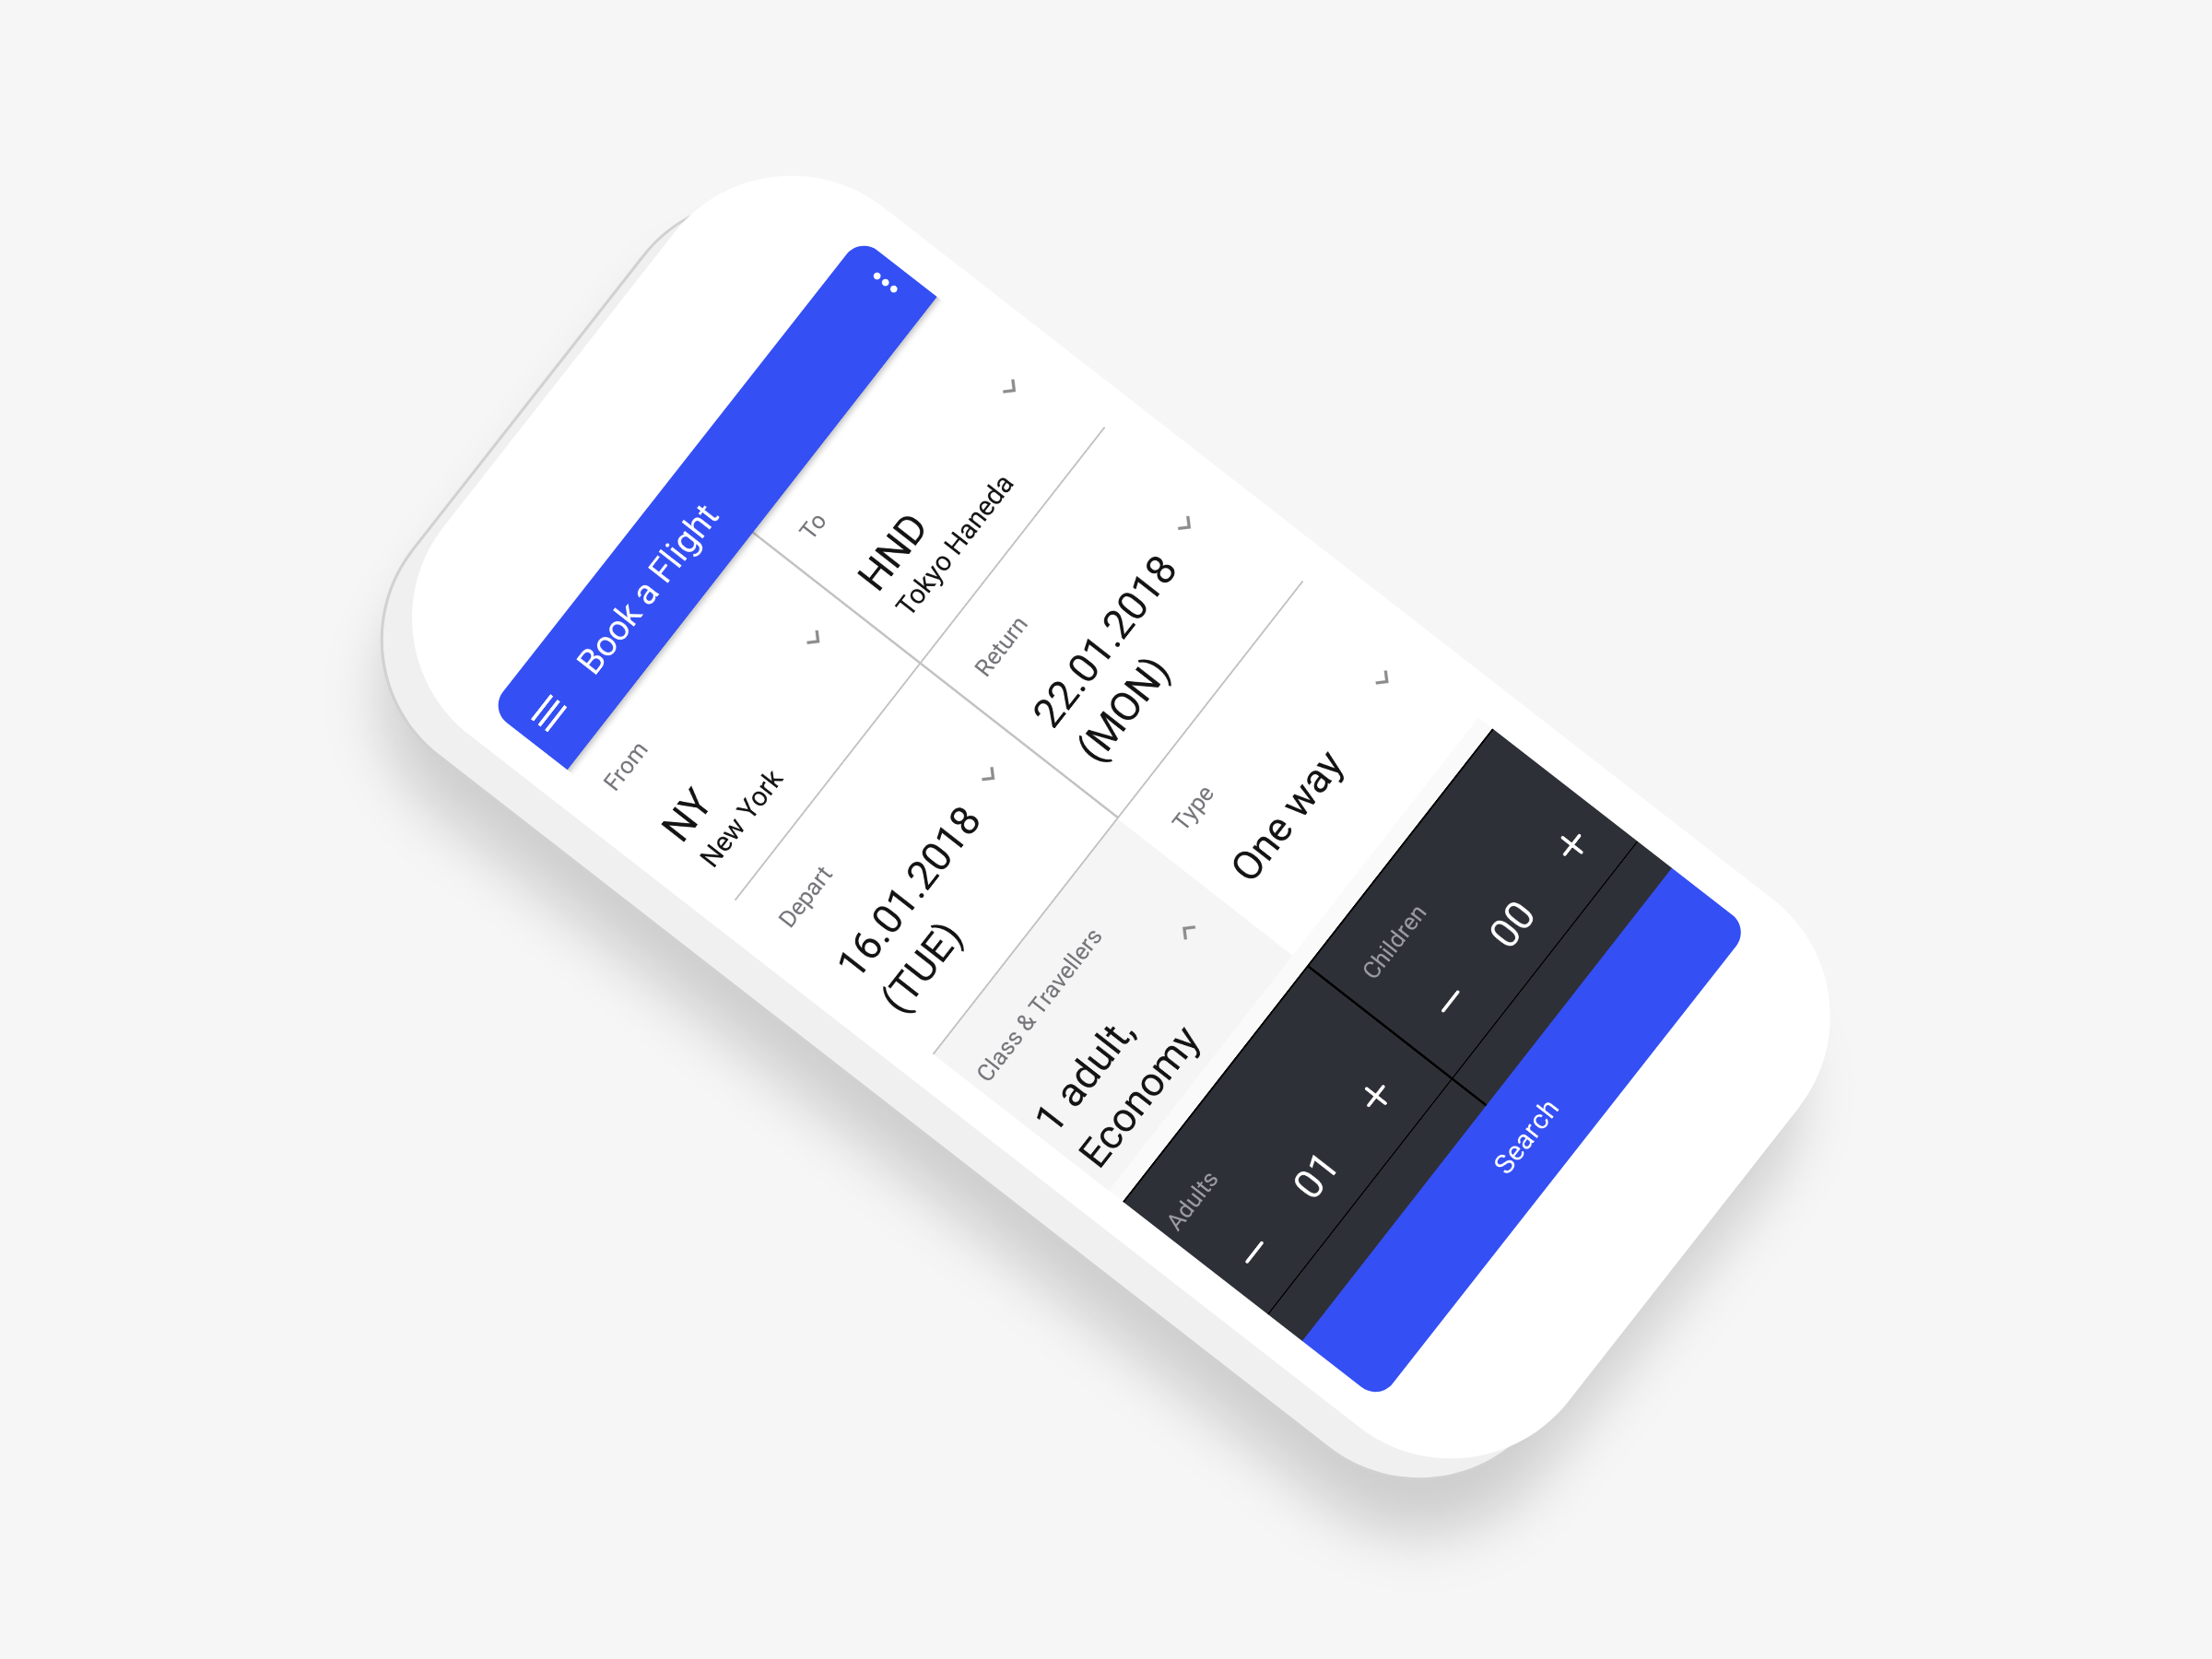 Book a Flight
From
NY
New York
To
HND
Tokyo Haneda
Depart
16.01.2018
(TUE)
Return
22.01.2018
(MON)
Class & Travellers
1 adult,
Economy
Type
One way
Adults
01
Children
00
Search